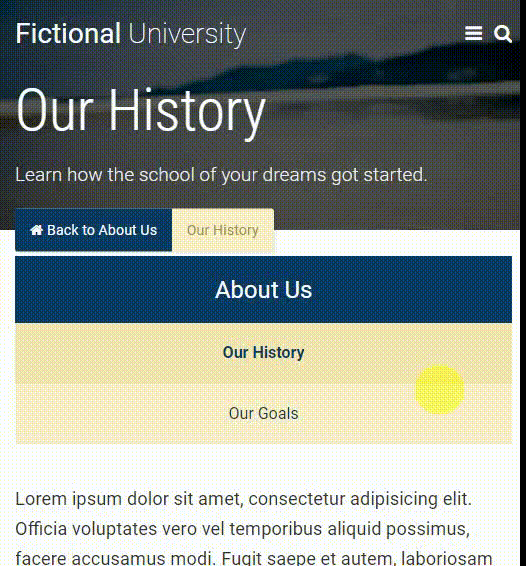 Fictional University
Our History
Learn how the school of your dreams got started.
Back to About Us Our History
About Us
Our History
Our Goals
Lorem ipsum dolor sit amet, consectetur adipisicing elit.
Officia voluptates vero vel temporibus aliquid possimus,
facere accusamus modi. Fugit saepe et autem, laboriosam